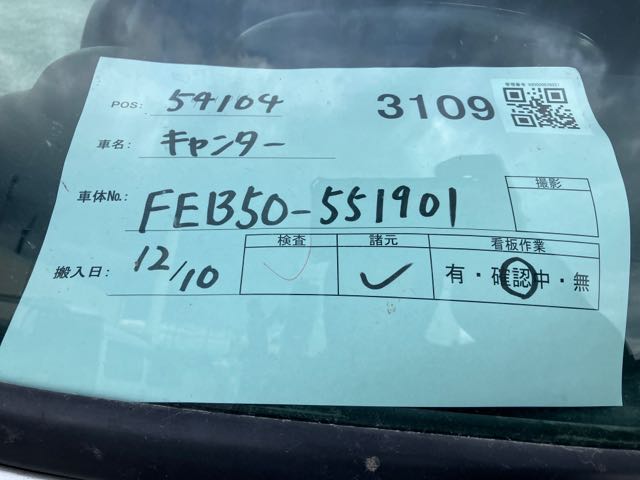 POS: 54104
3109
車名: キャンター
車体No.: FEB50-551901
撮影
搬入日: 12/10
検査 諸元 看板作業
有・確認中・無